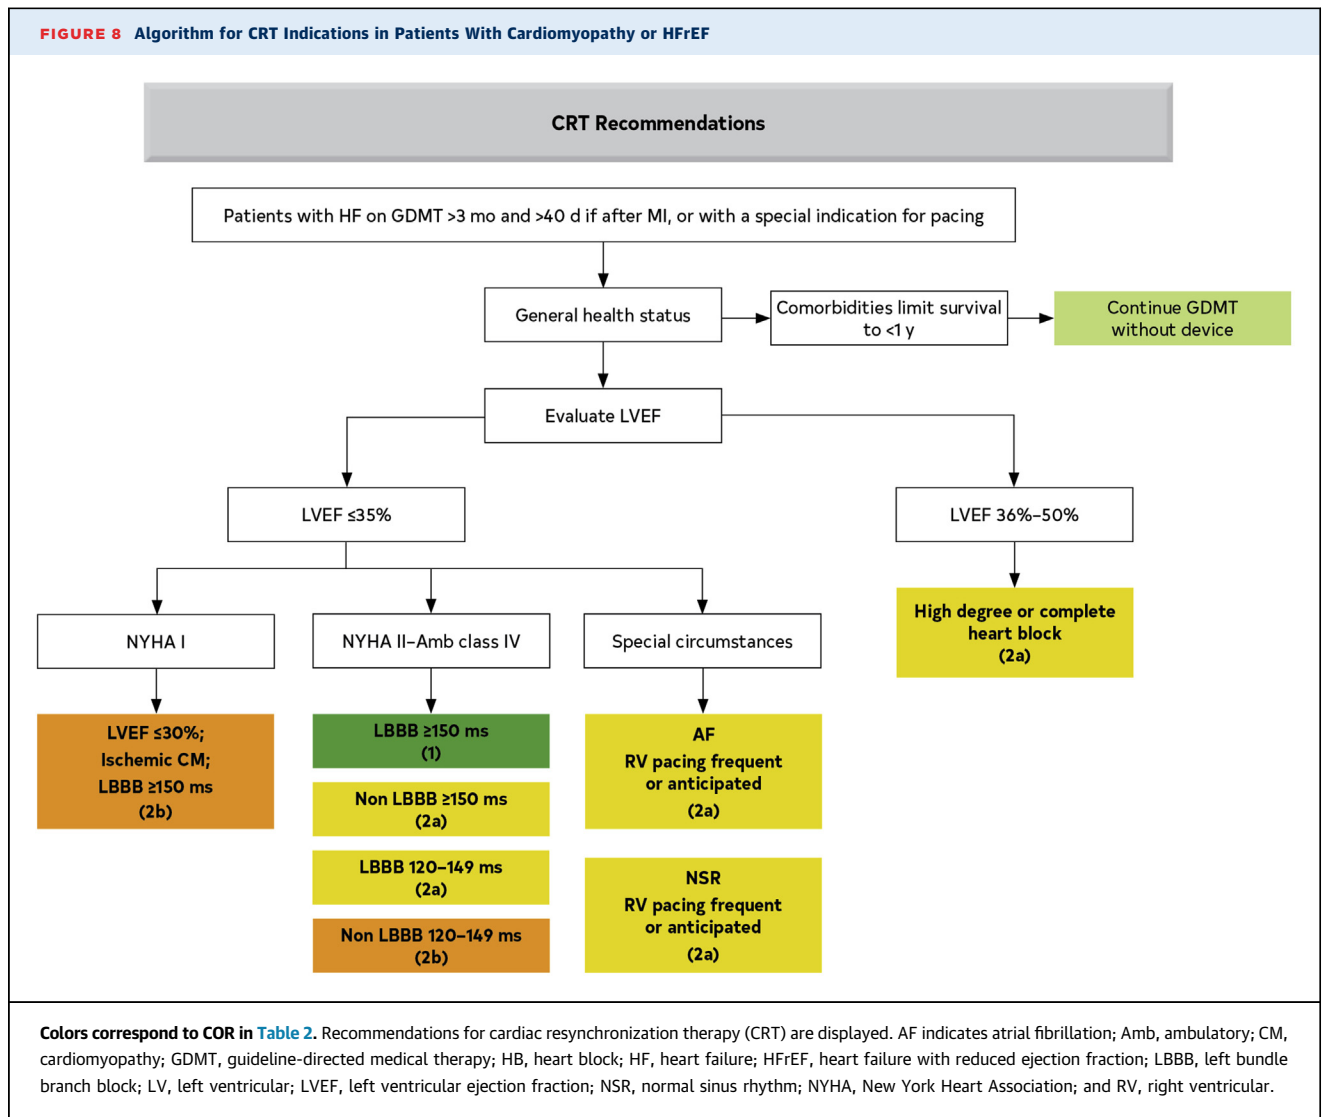 FIGURE 8 Algorithm for CRT Indications in Patients With Cardiomyopathy or HFrEF
CRT Recommendations
Patients with HF on GDMT >3 mo and >40 d if after MI, or with a special indication for pacing
General health status
Comorbidities limit survival
to <1 y
Continue GDMT
without device
Evaluate LVEF
LVEF ≤35%
LVEF 36%–50%
High degree or complete
heart block
(2a)
NYHA I
NYHA II–Amb class IV
Special circumstances
LVEF ≤30%;
Ischemic CM;
LBBB ≥150 ms
(2b)
LBBB ≥150 ms
(1)
Non LBBB ≥150 ms
(2a)
LBBB 120–149 ms
(2a)
Non LBBB 120–149 ms
(2b)
AF
RV pacing frequent
or anticipated
(2a)
NSR
RV pacing frequent
or anticipated
(2a)
Colors correspond to COR in Table 2. Recommendations for cardiac resynchronization therapy (CRT) are displayed. AF indicates atrial fibrillation; Amb, ambulatory; CM,
cardiomyopathy; GDMT, guideline-directed medical therapy; HB, heart block; HF, heart failure; HFrEF, heart failure with reduced ejection fraction; LBBB, left bundle
branch block; LV, left ventricular; LVEF, left ventricular ejection fraction; NSR, normal sinus rhythm; NYHA, New York Heart Association; and RV, right ventricular.